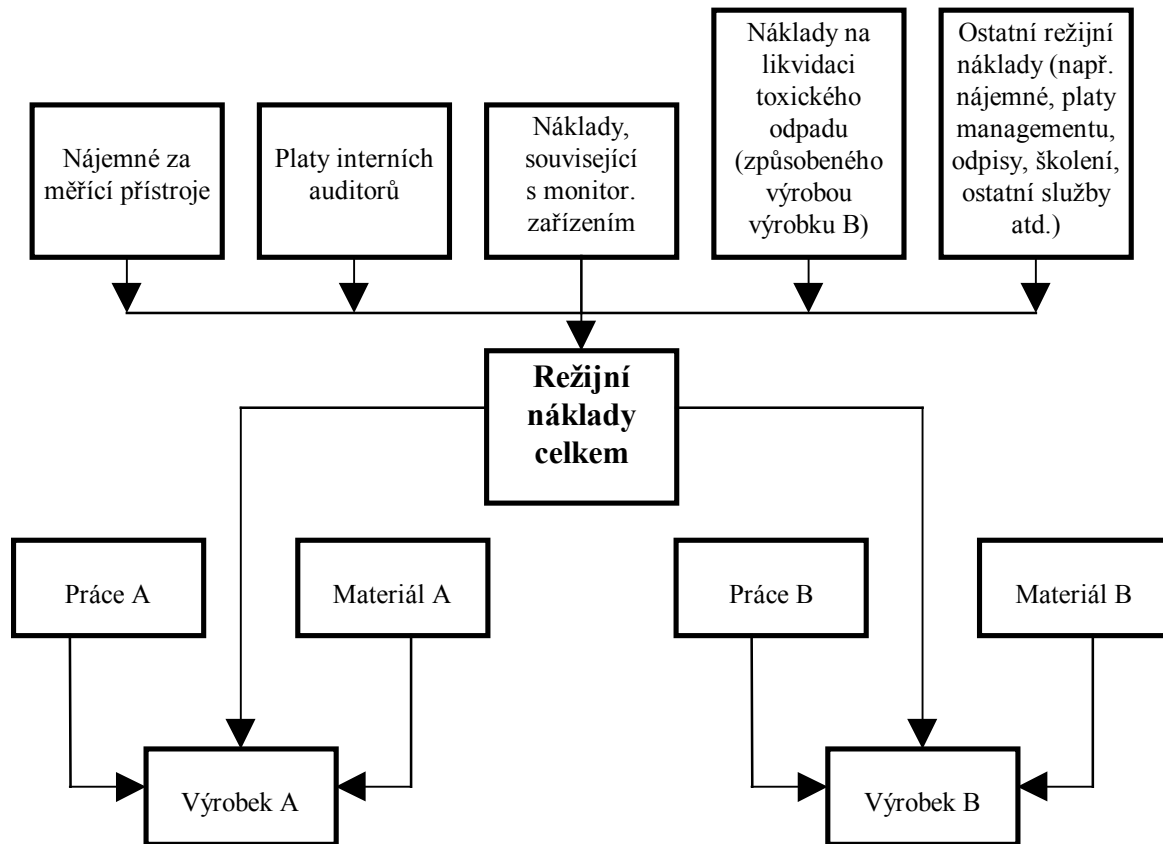 Nájemné za
měřící přístroje
Platy interních
auditorů
Náklady,
související
s monitor.
zařízením
Náklady na
likvidaci
toxického
odpadu
(způsobeného
výrobou
výrobku B)
Ostatní režijní
náklady (např.
nájemné, platy
managementu,
odpisy, školení,
ostatní služby
atd.)
Režijní
náklady
celkem
Práce A
Materiál A
Práce B
Materiál B
Výrobek A
Výrobek B